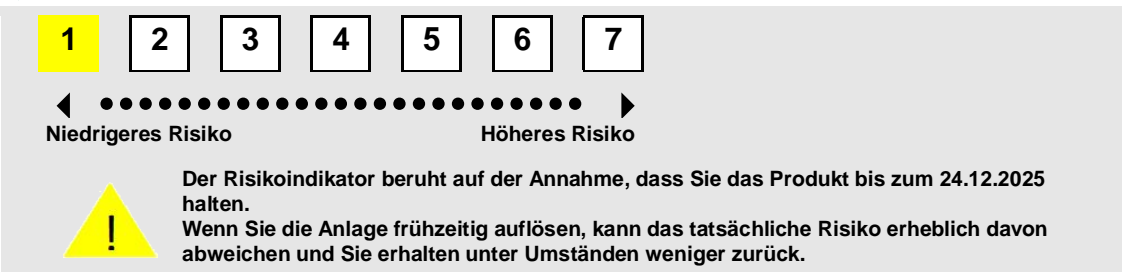 1 2 3 4 5 6 7
Niedrigeres Risiko Höheres Risiko
Der Risikoindikator beruht auf der Annahme, dass Sie das Produkt bis zum 24.12.2025
halten.
Wenn Sie die Anlage frühzeitig auflösen, kann das tatsächliche Risiko erheblich davon
abweichen und Sie erhalten unter Umständen weniger zurück.
!